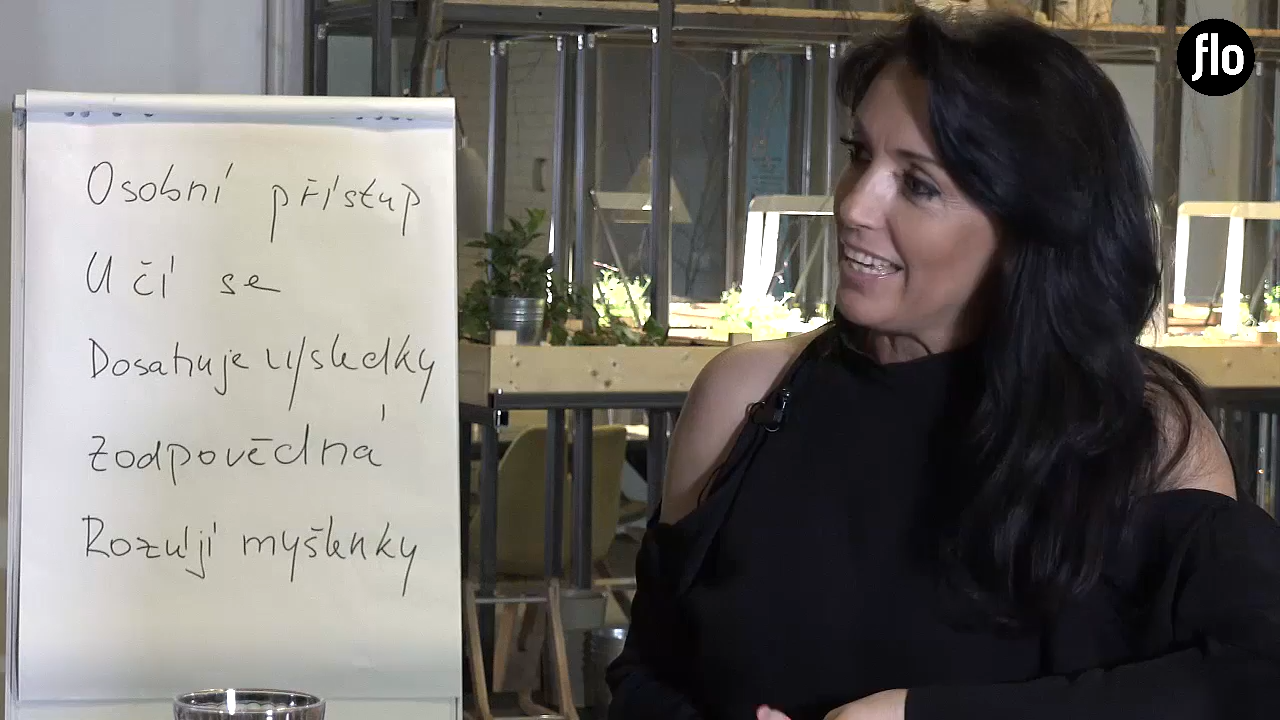 flo
Osobní přístup
Učí se
Dosahuje výsledky
zodpovědná
Rozvíjí myšlenky